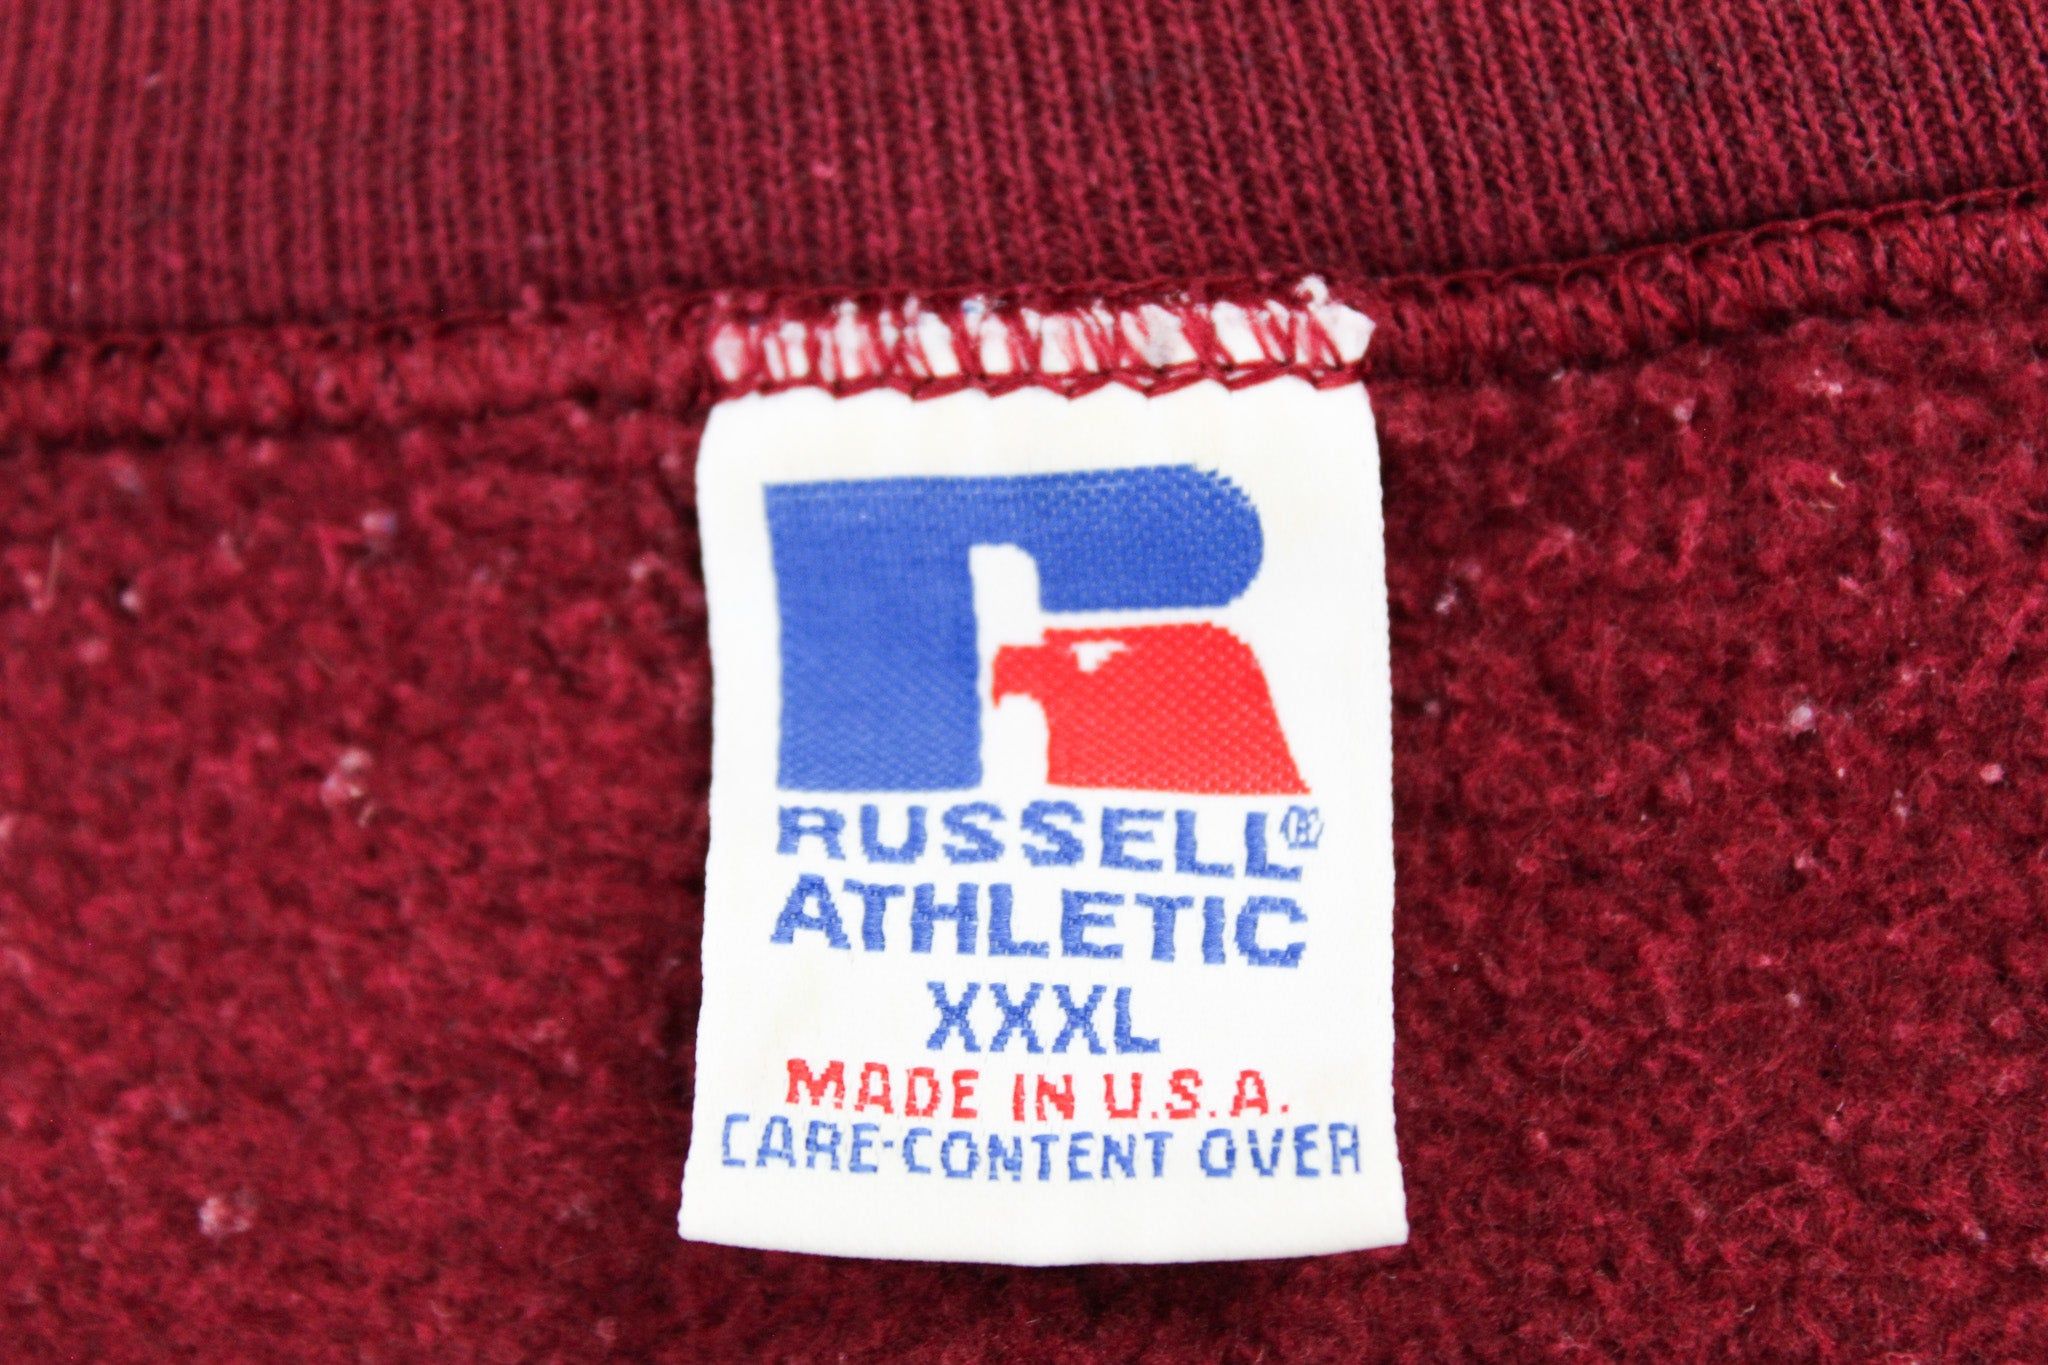 RUSSELL®
ATHLETIC
XXXL
MADE IN U.S.A.
CARE-CONTENT OVER